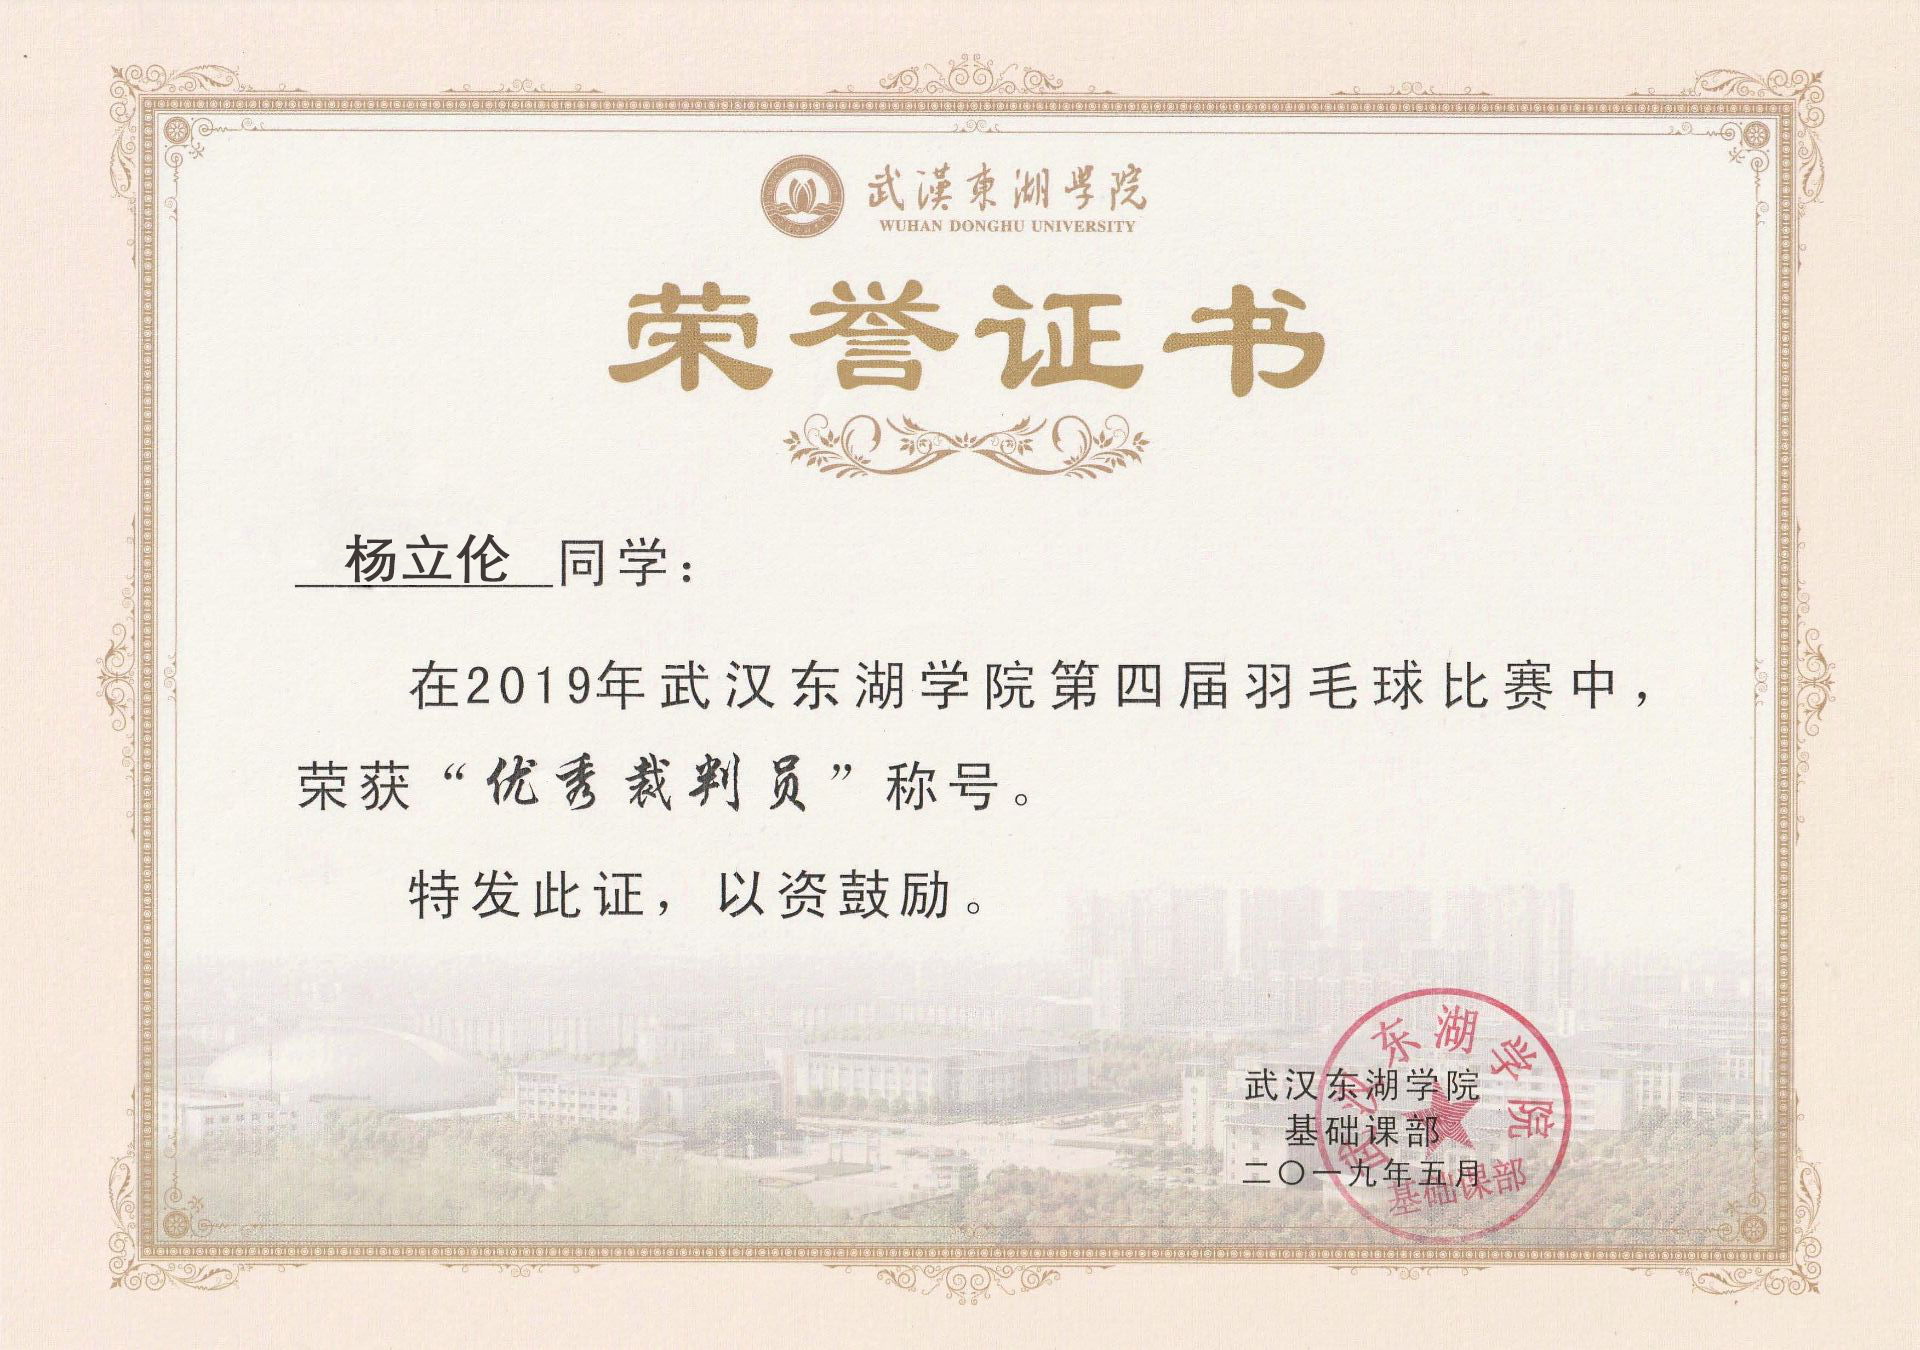 武漢東湖学院
WUHAN DONGHU UNIVERSITY
荣誉证书
杨立伦 同学：
在2019年武汉东湖学院第四届羽毛球比赛中，
荣获“优秀裁判员”称号。
特发此证，以资鼓励。
武汉东湖学院
基础课部
二〇一九年五月
武汉东湖学院
基础课部